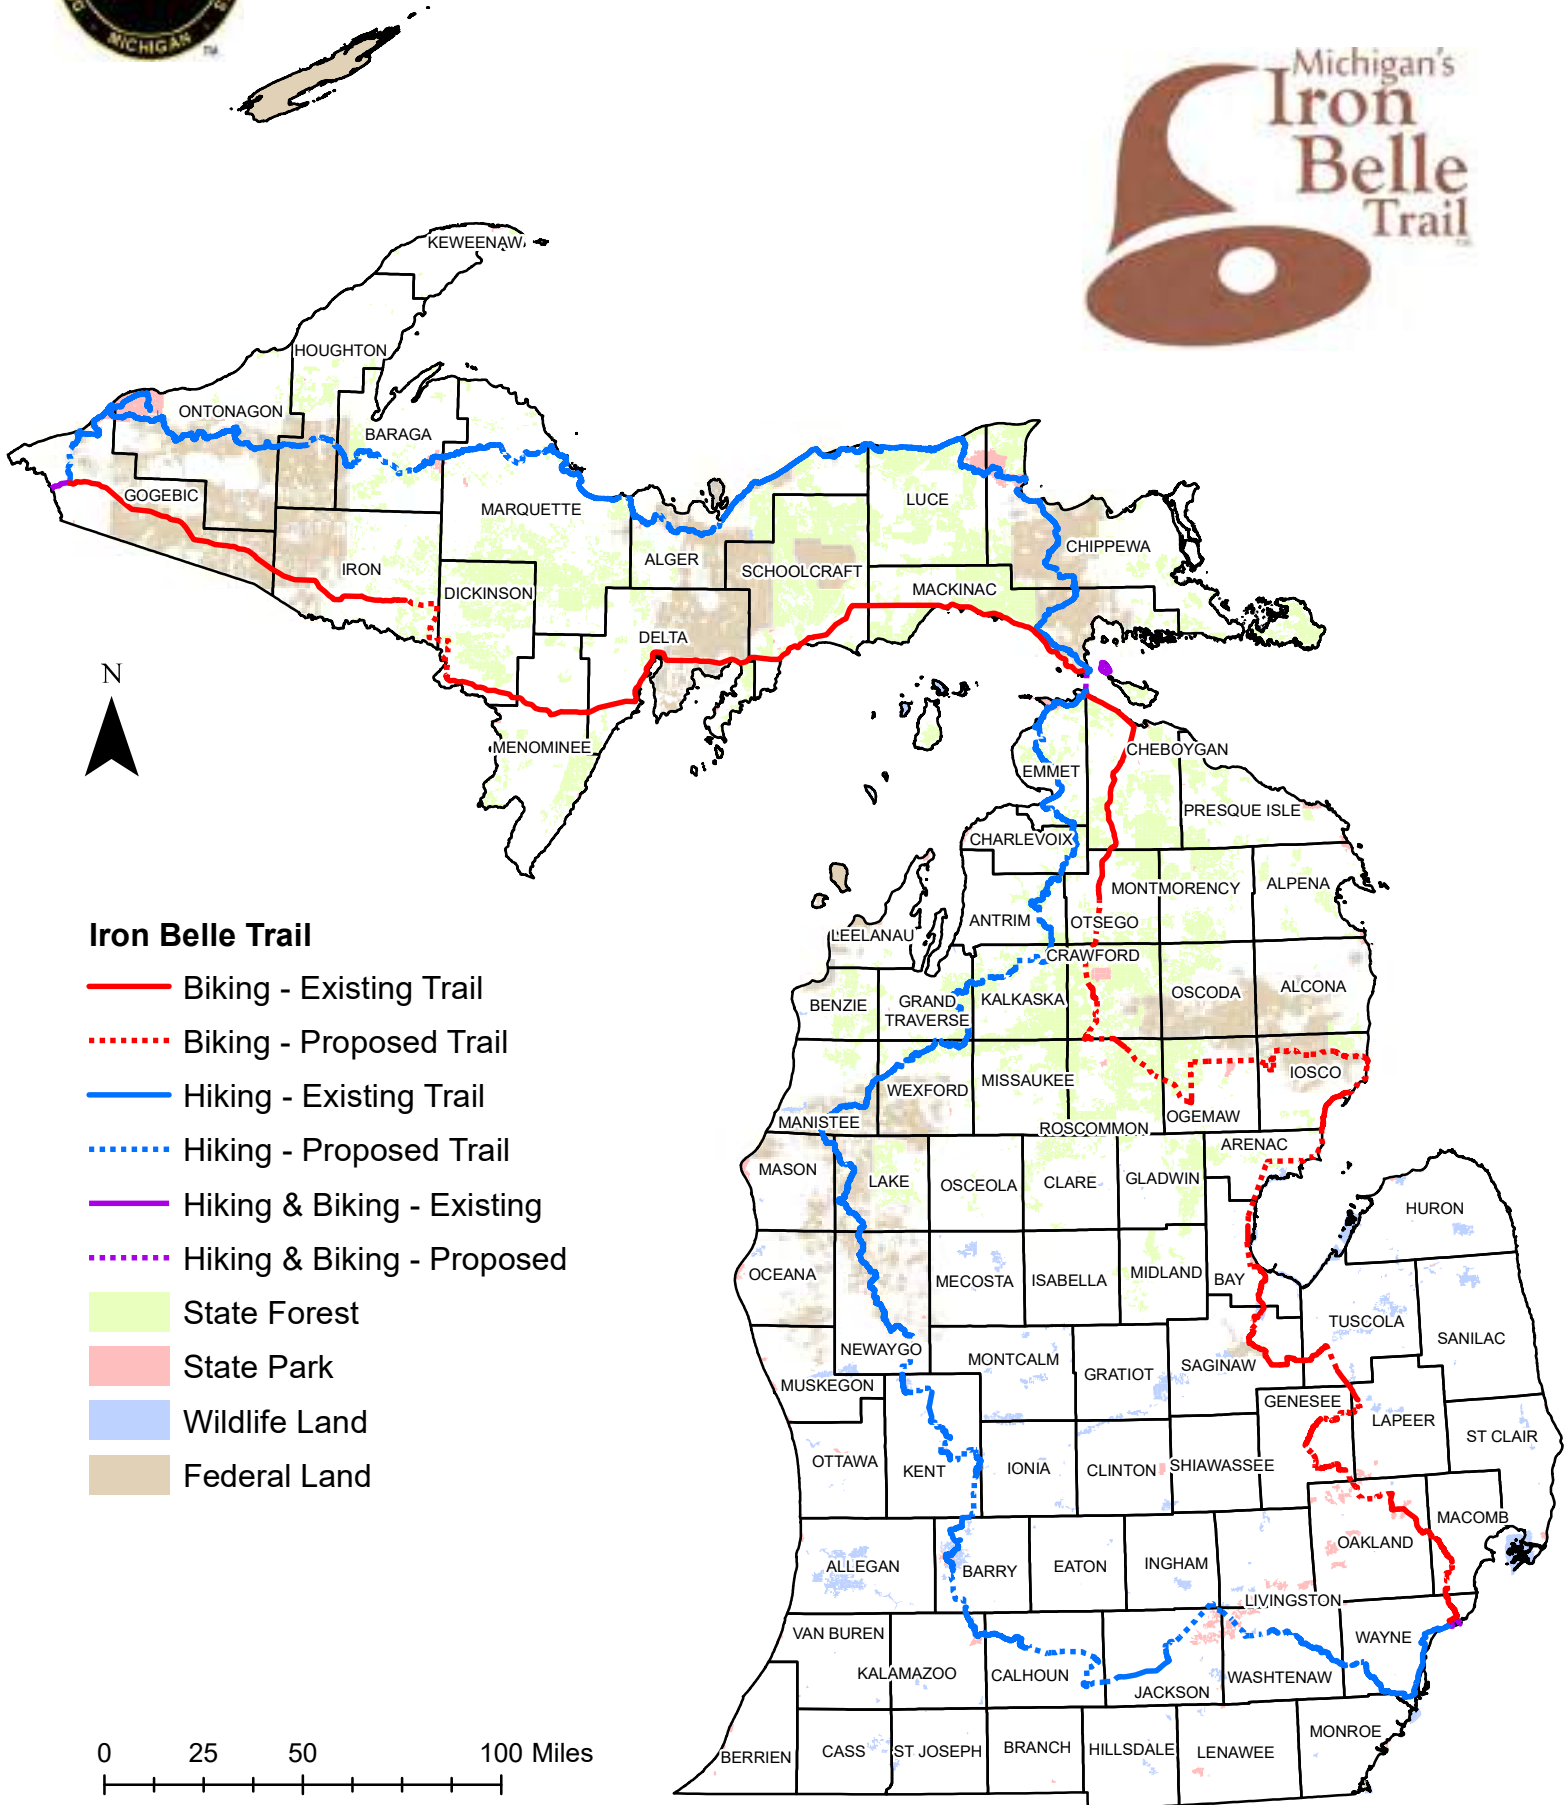 MICHIGAN
TM
Michigan's
Iron
Belle
Trail
KEWEENAW
HOUGHTON
ONTONAGON
BARAGA
GOGEBIC
MARQUETTE
LUCE
CHIPPEWA
ALGER
SCHOOLCRAFT
IRON
DICKINSON
MACKINAC
DELTA
N
MENOMINEE
CHEBOYGAN
EMMET
PRESQUE ISLE
CHARLEVOIX
MONTMORENCY
ALPENA
ANTRIM
OTSEGO
LEELANAU
CRAWFORD
BENZIE
GRAND
TRAVERSE
KALKASKA
OSCODA
ALCONA
IOSCO
MISSAUKEE
WEXFORD
OGEMAW
MANISTEE
ROSCOMMON
ARENAC
MASON
LAKE
OSCEOLA
CLARE
GLADWIN
HURON
OCEANA
MECOSTA
ISABELLA
MIDLAND
BAY
TUSCOLA
SANILAC
NEWAYGO
MONTCALM
GRATIOT
SAGINAW
MUSKEGON
GENESEE
LAPEER
ST CLAIR
OTTAWA
KENT
IONIA
CLINTON
SHIAWASSEE
MACOMB
OAKLAND
ALLEGAN
BARRY
EATON
INGHAM
LIVINGSTON
VAN BUREN
WAYNE
KALAMAZOO
CALHOUN
JACKSON
WASHTENAW
MONROE
BERRIEN
CASS
ST JOSEPH
BRANCH
HILLSDALE
LENAWEE
Iron Belle Trail
Biking - Existing Trail
Biking - Proposed Trail
Hiking - Existing Trail
Hiking - Proposed Trail
Hiking & Biking - Existing
Hiking & Biking - Proposed
State Forest
State Park
Wildlife Land
Federal Land
0 25 50 100 Miles